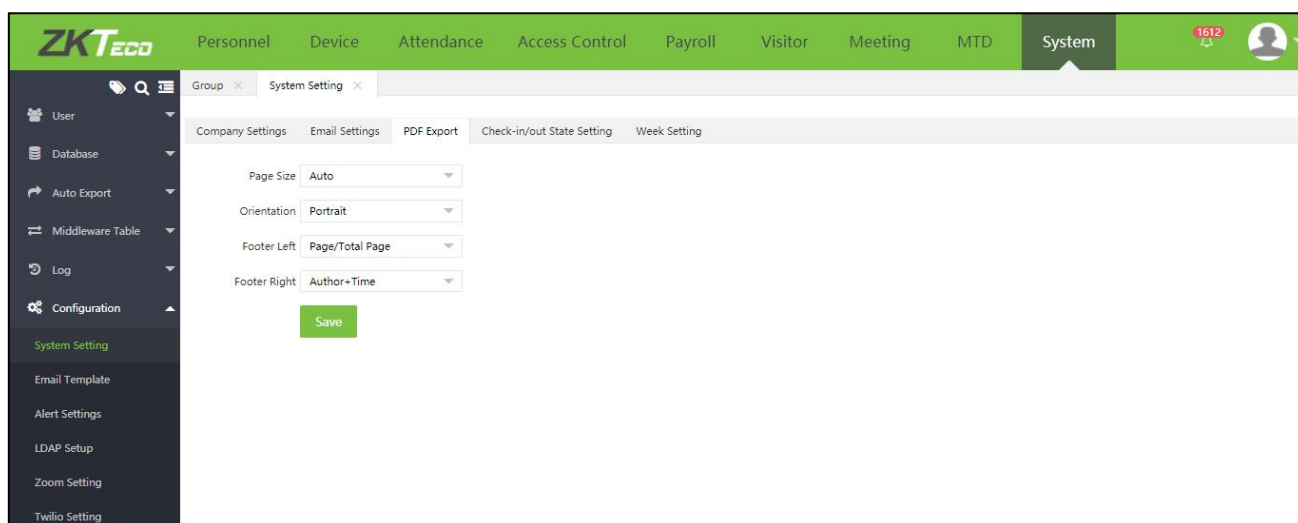 ZKTECO
Personnel Device Attendance Access Control Payroll Visitor Meeting MTD System 1612
Group System Setting
User
Database
Auto Export
Middleware Table
Log
Configuration
System Setting
Email Template
Alert Settings
LDAP Setup
Zoom Setting
Twilio Setting
Company Settings Email Settings PDF Export Check-in/out State Setting Week Setting
Page Size Auto
Orientation Portrait
Footer Left Page/Total Page
Footer Right Author+Time
Save